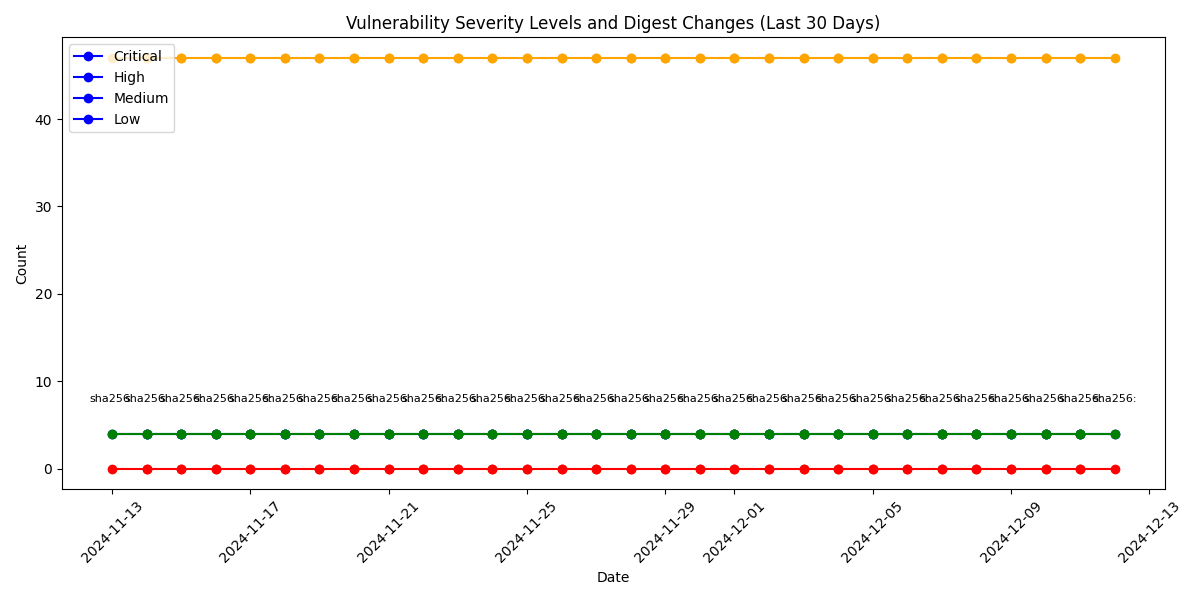 Vulnerability Severity Levels and Digest Changes (Last 30 Days)
Critical
High
Medium
Low
Count
40
30
20
10
0
sha256 sha256 sha256 sha256 sha256 sha256 sha256 sha256 sha256 sha256 sha256 sha256 sha256 sha256 sha256 sha256 sha256 sha256 sha256 sha256 sha256 sha256 sha256 sha256 sha256 sha256 sha256 sha256 sha256 sha256:
2024-11-13
2024-11-17
2024-11-21
2024-11-25
2024-11-29
2024-12-01
2024-12-05
2024-12-09
2024-12-13
Date